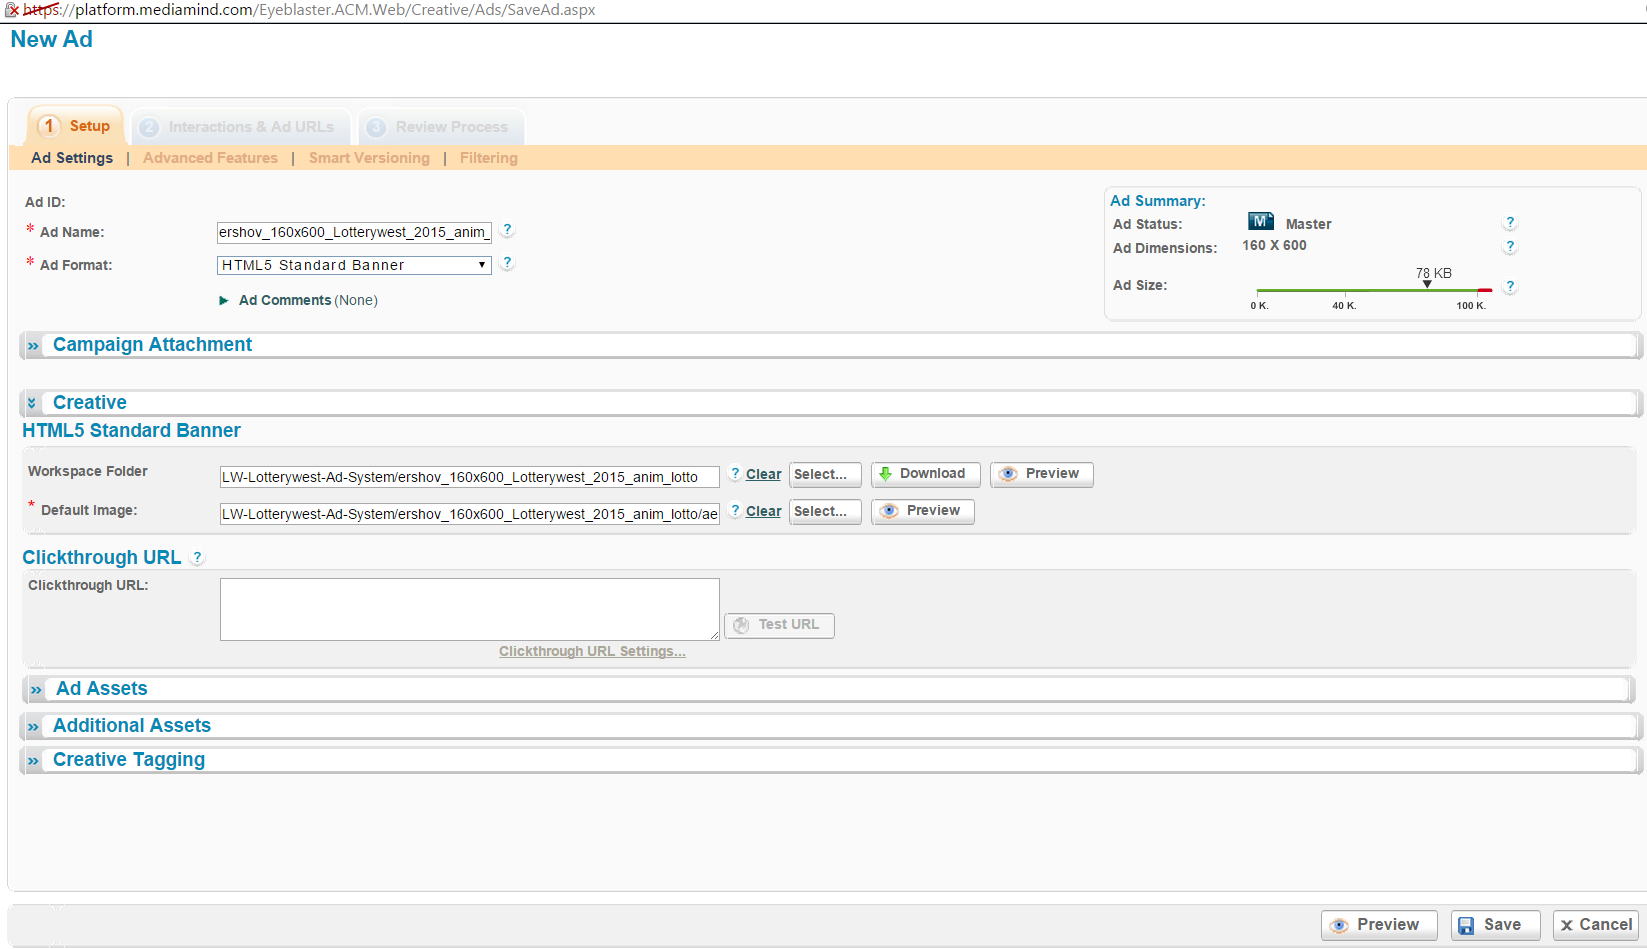 https://platform.mediamind.com/Eyeblaster.ACM.Web/Creative/Ads/SaveAd.aspx
New Ad
1 Setup 2 Interactions & Ad URLs 3 Review Process
Ad Settings | Advanced Features | Smart Versioning | Filtering
Ad ID:
* Ad Name: ershov_160x600_Lotterywest_2015_anim_ ?
* Ad Format: HTML5 Standard Banner ?
Ad Comments (None)
Ad Summary:
Ad Status: M Master ?
Ad Dimensions: 160 X 600 ?
78 KB
Ad Size: ?
0 K. 40 K. 100 K.
» Campaign Attachment
Creative
HTML5 Standard Banner
Workspace Folder LW-Lotterywest-Ad-System/ershov_160x600_Lotterywest_2015_anim_lotto ? Clear Select... Download Preview
* Default Image: LW-Lotterywest-Ad-System/ershov_160x600_Lotterywest_2015_anim_lotto/ae ? Clear Select... Preview
Clickthrough URL ?
Clickthrough URL:
Test URL
Clickthrough URL Settings...
» Ad Assets
» Additional Assets
» Creative Tagging
Preview Save x Cancel